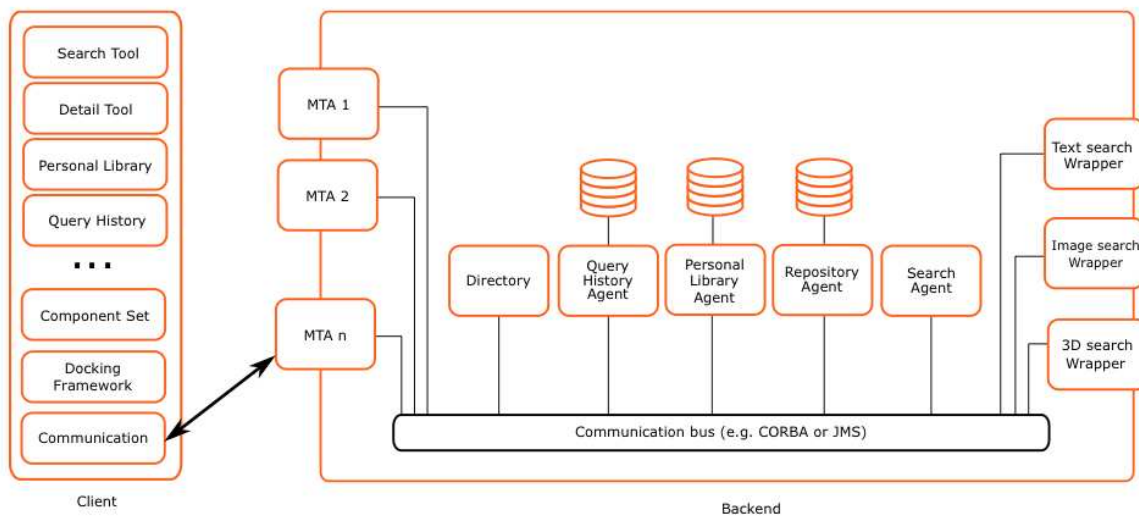 Search Tool
Detail Tool
Personal Library
Query History
...
Component Set
Docking
Framework
Communication
Client
MTA 1
MTA 2
MTA n
Directory
Query
History
Agent
Personal
Library
Agent
Repository
Agent
Search
Agent
Text search
Wrapper
Image search
Wrapper
3D search
Wrapper
Communication bus (e.g. CORBA or JMS)
Backend